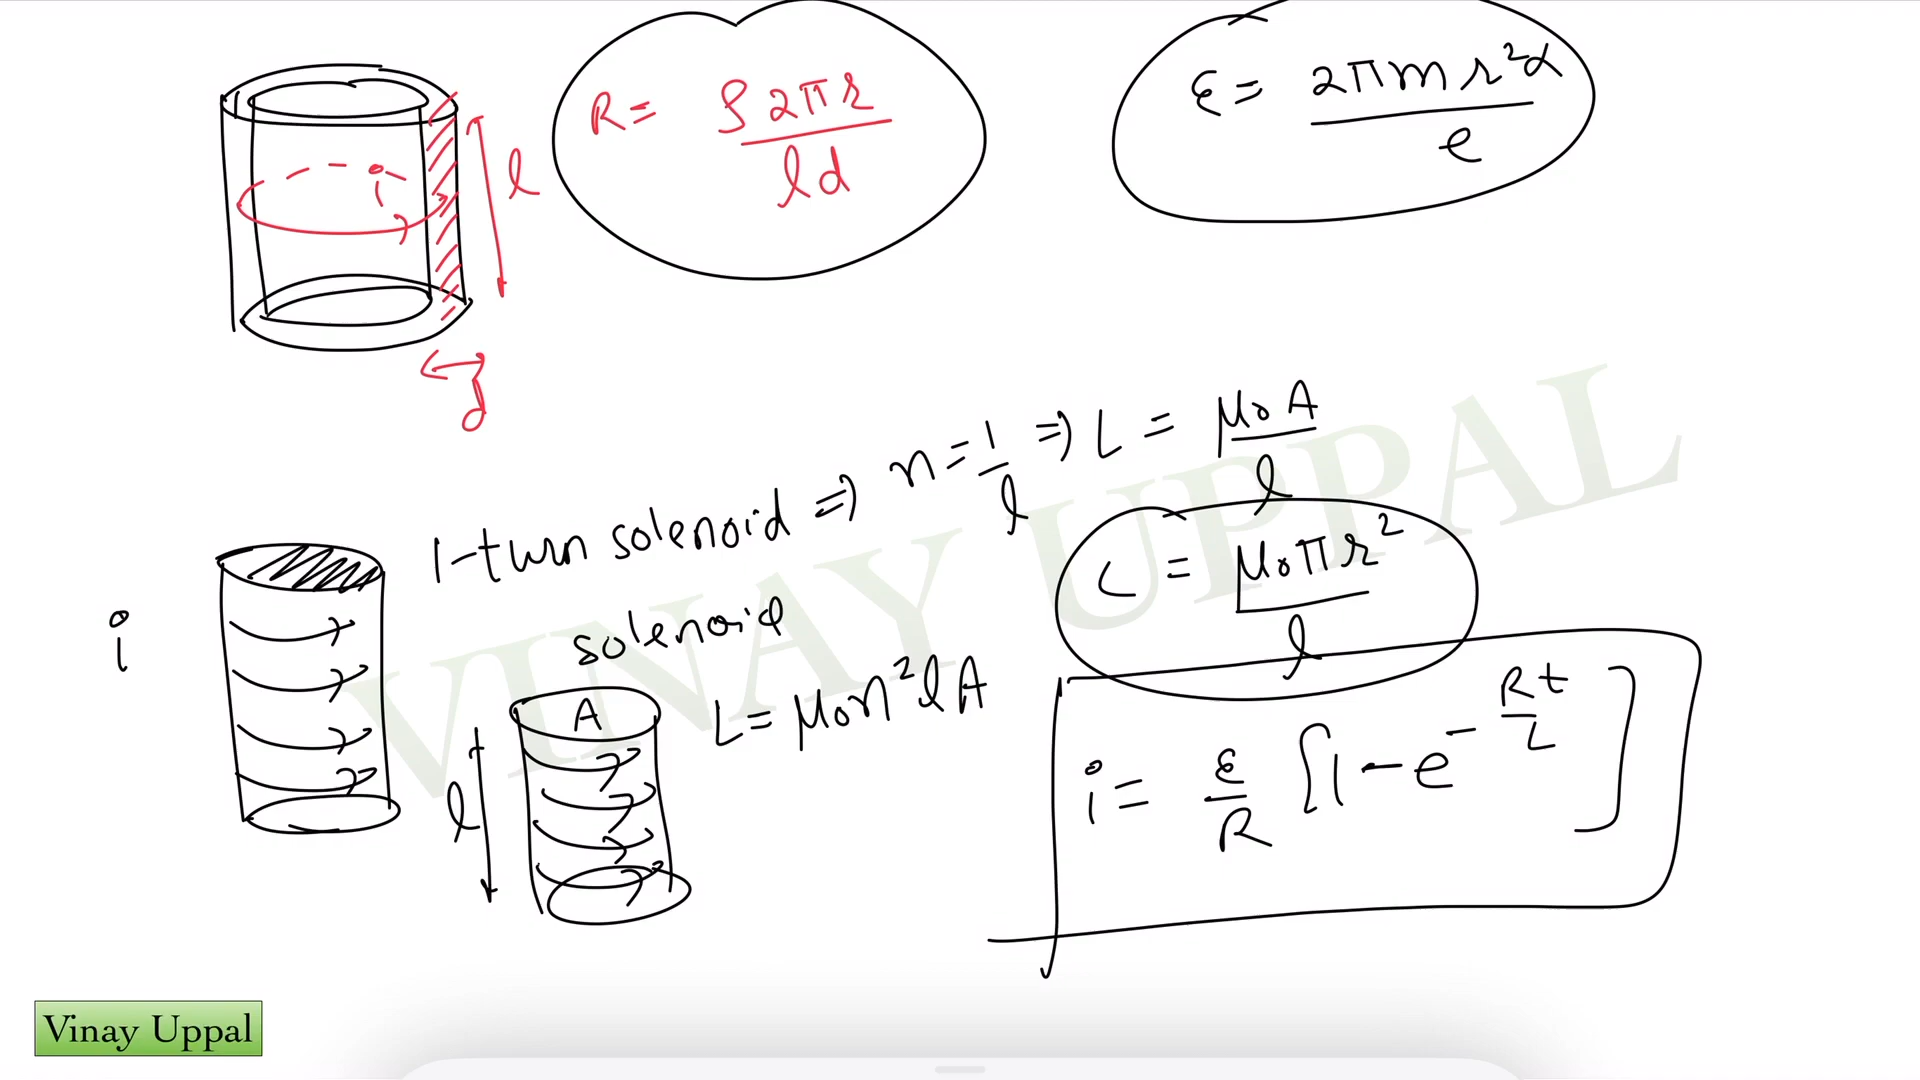 R = ρ2πr / ld
ε = 2πmr²α / e
i
l
d
1-turn solenoid ⇒ n = 1/l ⇒ L = μ₀A / l
L = μ₀πr² / l
i
solenoid
A
l
L = μ₀n²lA
i = ε/R [1 - e^(-Rt/L)]
VINAY UPPAL
Vinay Uppal